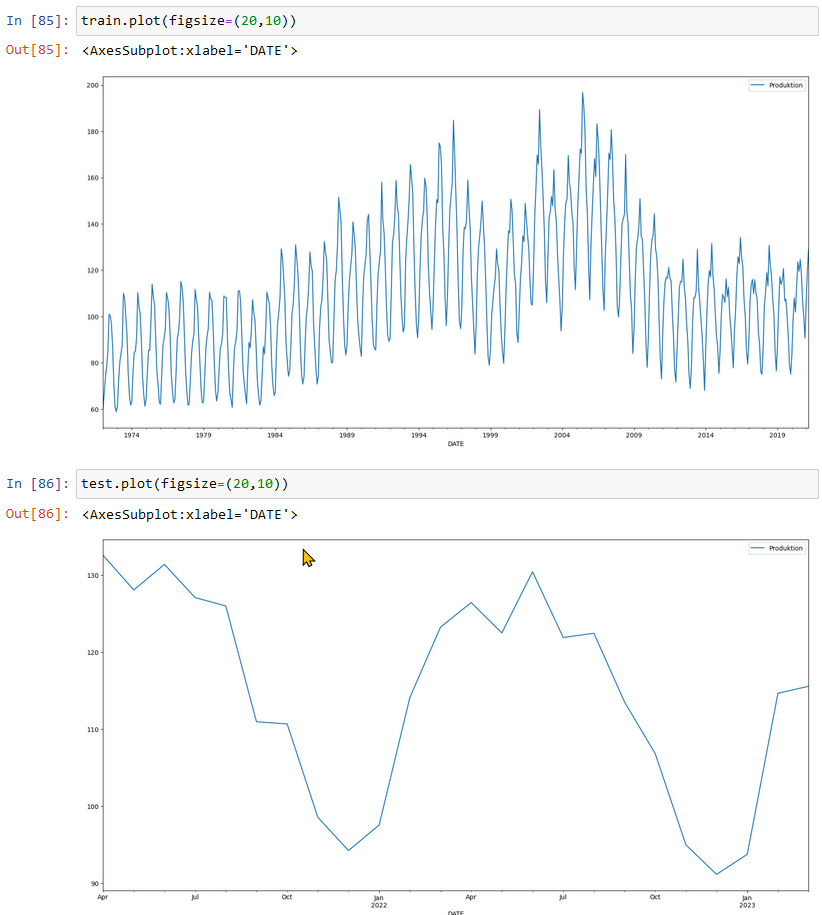 In [85]: train.plot(figsize=(20,10))
Out[85]: <AxesSubplot:xlabel='DATE'>
Produktion
200
180
160
140
120
100
80
60
1974 1979 1984 1989 1994 1999 2004 2009 2014 2019
DATE
In [86]: test.plot(figsize=(20,10))
Out[86]: <AxesSubplot:xlabel='DATE'>
Produktion
130
120
110
100
90
Apr Jul Oct Jan Apr Jul Oct Jan
2022 2023
DATE